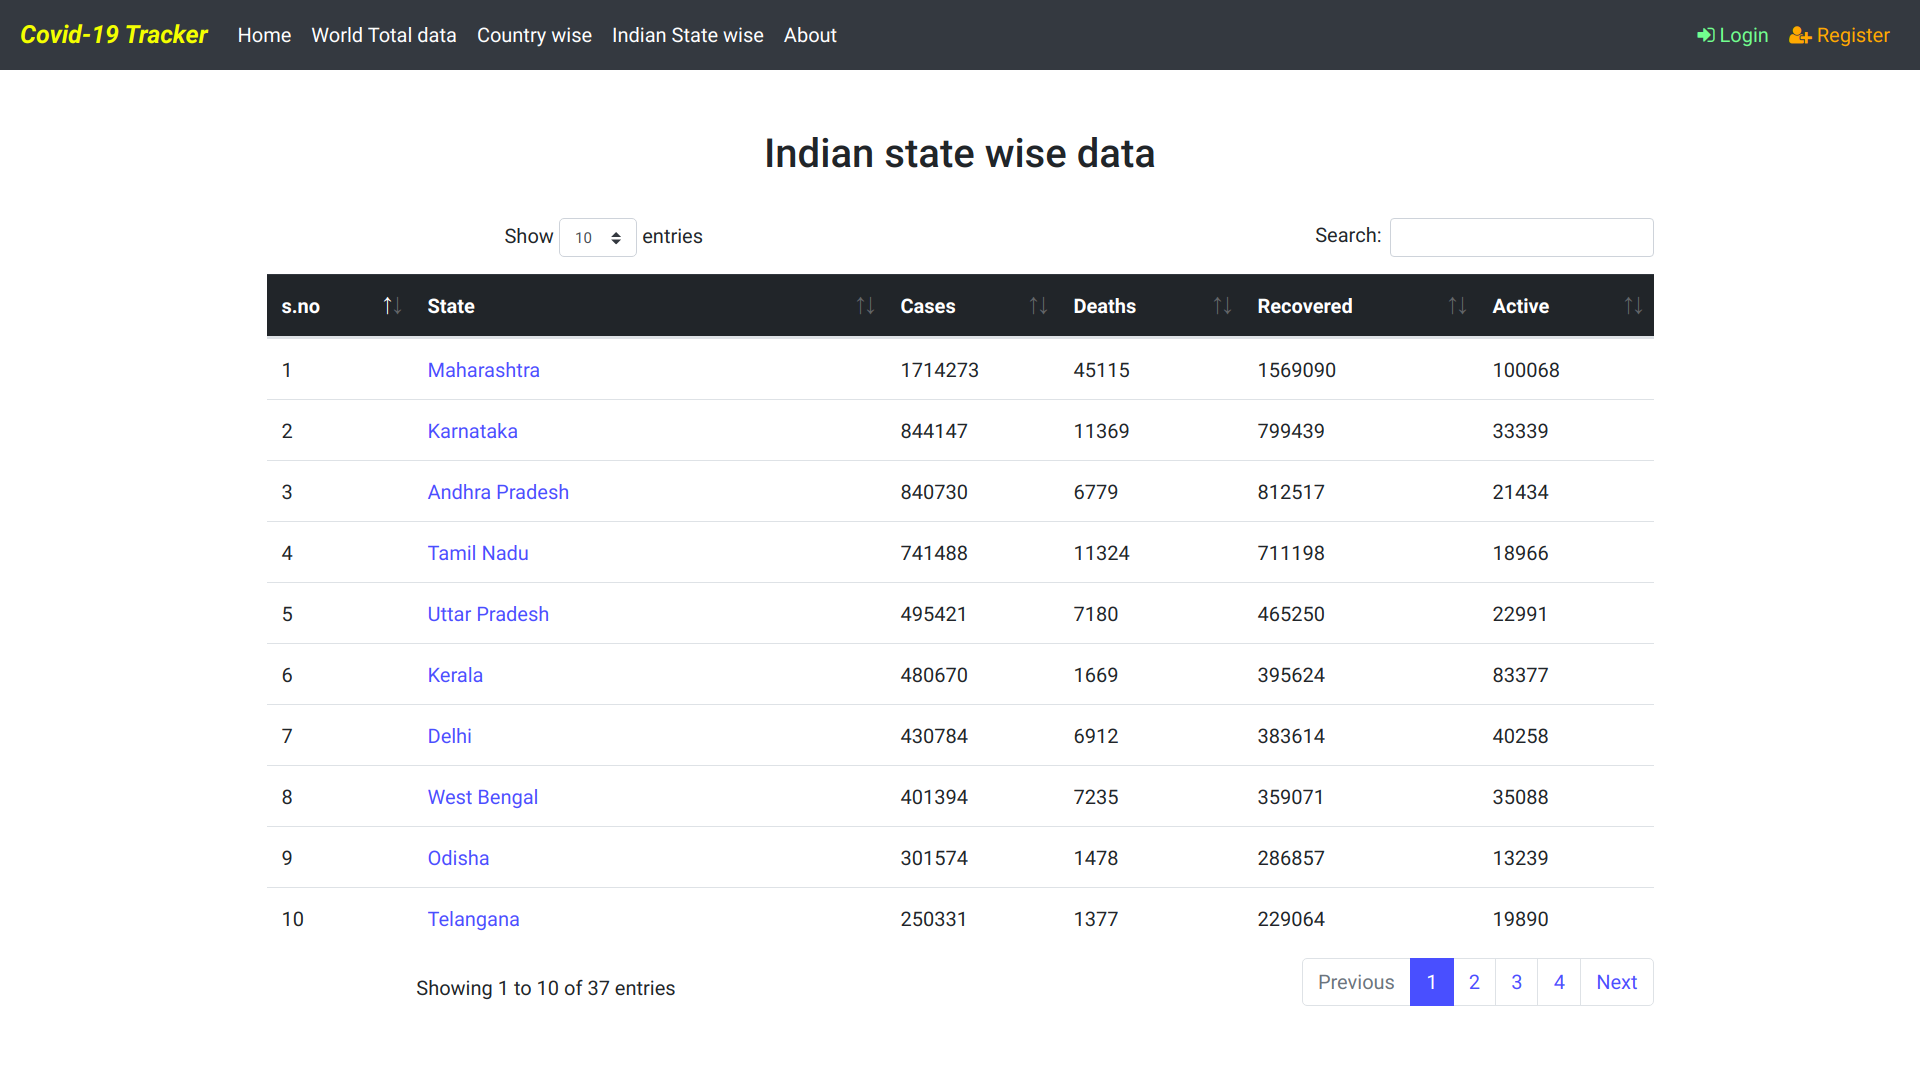 Covid-19 Tracker Home World Total data Country wise Indian State wise About Login Register
Indian state wise data
Show 10 entries Search:
s.no State Cases Deaths Recovered Active
1 Maharashtra 1714273 45115 1569090 100068
2 Karnataka 844147 11369 799439 33339
3 Andhra Pradesh 840730 6779 812517 21434
4 Tamil Nadu 741488 11324 711198 18966
5 Uttar Pradesh 495421 7180 465250 22991
6 Kerala 480670 1669 395624 83377
7 Delhi 430784 6912 383614 40258
8 West Bengal 401394 7235 359071 35088
9 Odisha 301574 1478 286857 13239
10 Telangana 250331 1377 229064 19890
Showing 1 to 10 of 37 entries Previous 1 2 3 4 Next